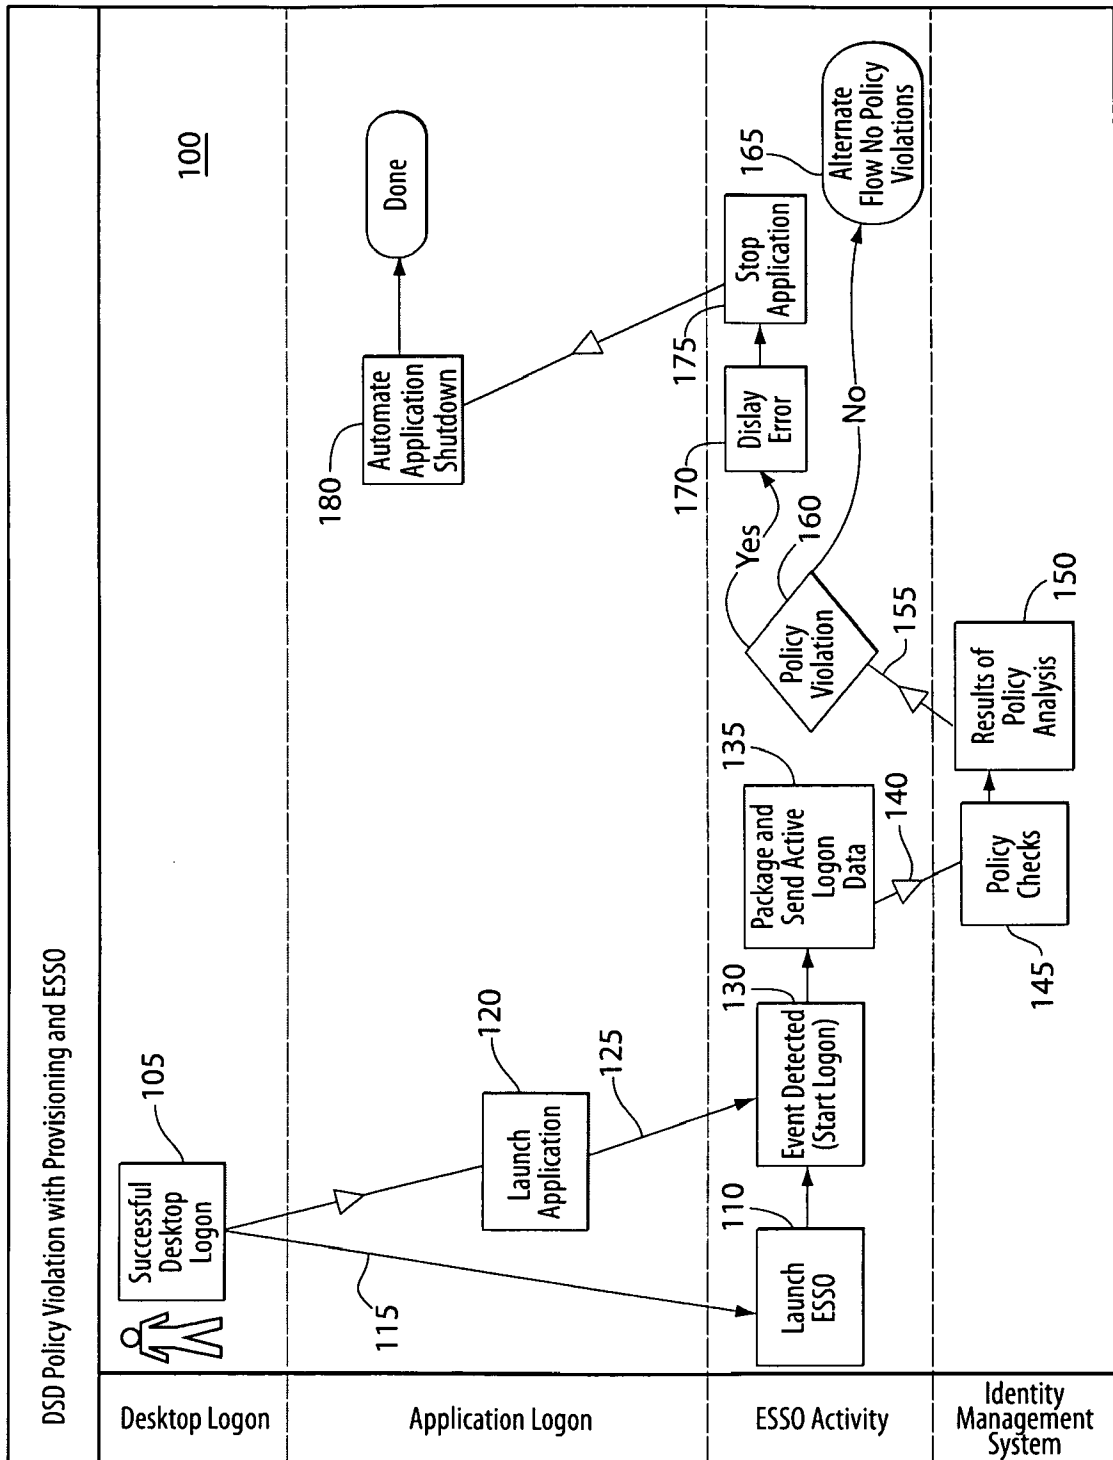 DSD Policy Violation with Provisioning and ESSO
Desktop Logon
Successful
Desktop
Logon
105
100
Application Logon
115
Launch
Application
120
125
Automate
Application
Shutdown
180
Done
ESSO Activity
Launch
ESSO
110
Event Detected
(Start Logon)
130
Package and
Send Active
Logon
Data
135
140
Policy
Violation
160
155
Yes
No
Dislay
Error
170
Stop
Application
175
Alternate
Flow No Policy
Violations
165
Identity
Management
System
Policy
Checks
145
Results of
Policy
Analysis
150